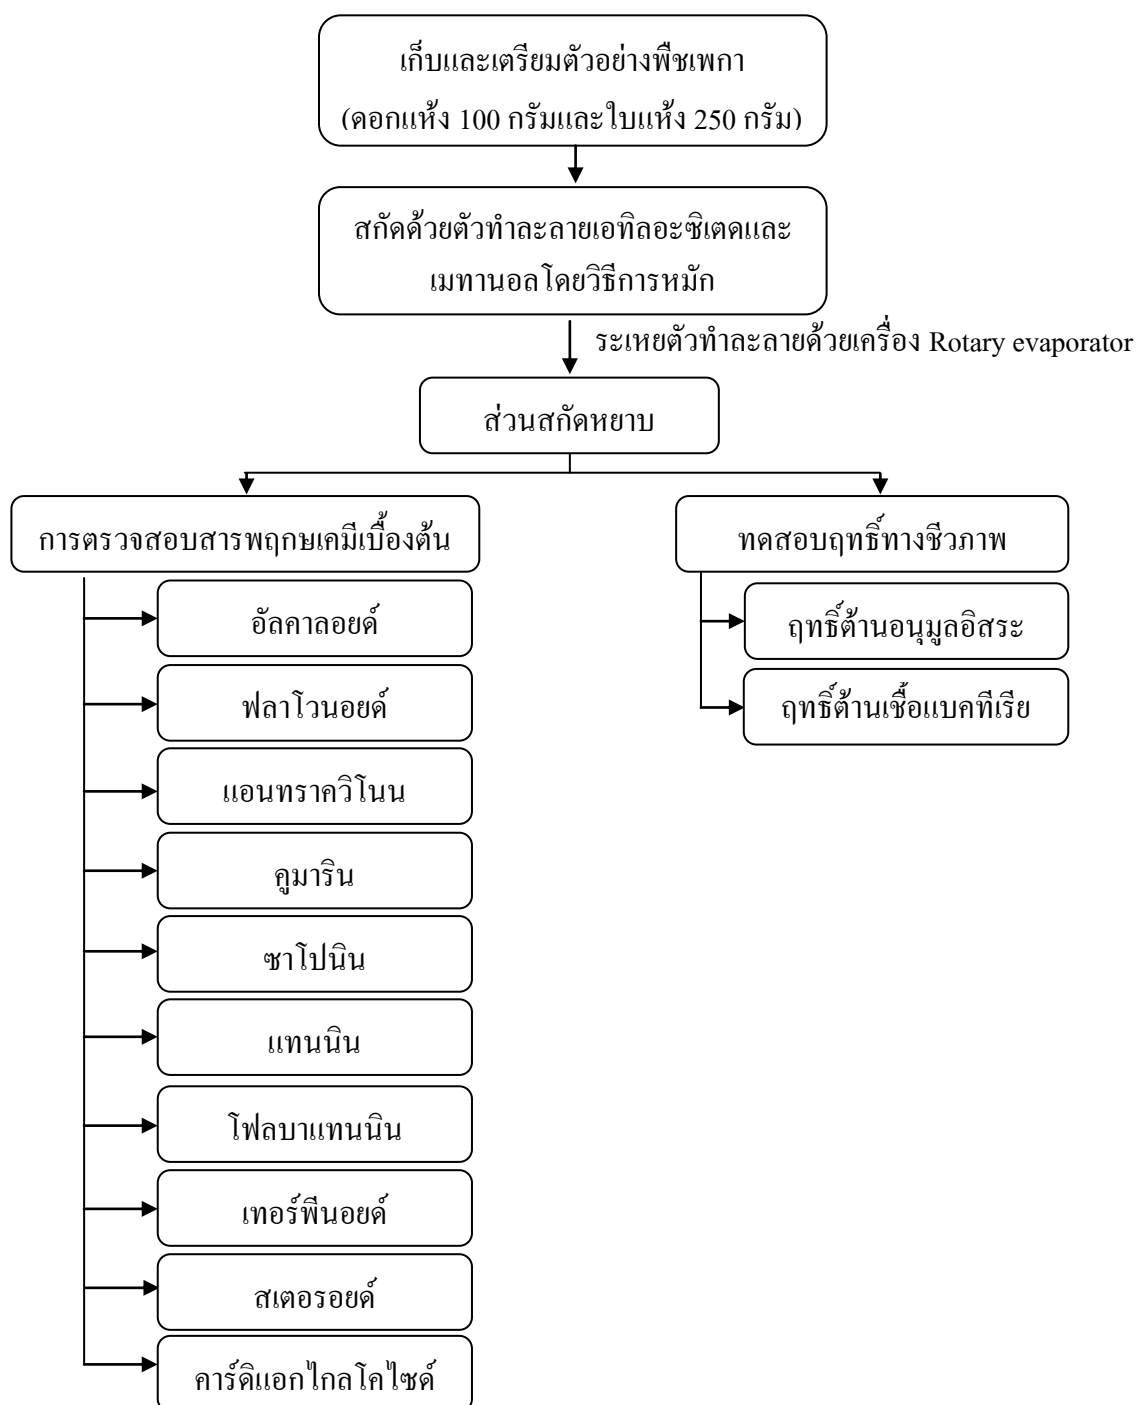 เก็บและเตรียมตัวอย่างพืชเพกา
(ดอกแห้ง 100 กรัมและใบแห้ง 250 กรัม)
สกัดด้วยตัวทำละลายเอทิลอะซิเตดและ
เมทานอลโดยวิธีการหมัก
ระเหยตัวทำละลายด้วยเครื่อง Rotary evaporator
ส่วนสกัดหยาบ
การตรวจสอบสารพฤกษเคมีเบื้องต้น
อัลคาลอยด์
ฟลาโวนอยด์
แอนทราควิโนน
คูมาริน
ซาโปนิน
แทนนิน
โฟลบาแทนนิน
เทอร์พีนอยด์
สเตอรอยด์
คาร์ดิแอกไกลโคไซด์
ทดสอบฤทธิ์ทางชีวภาพ
ฤทธิ์ต้านอนุมูลอิสระ
ฤทธิ์ต้านเชื้อแบคทีเรีย